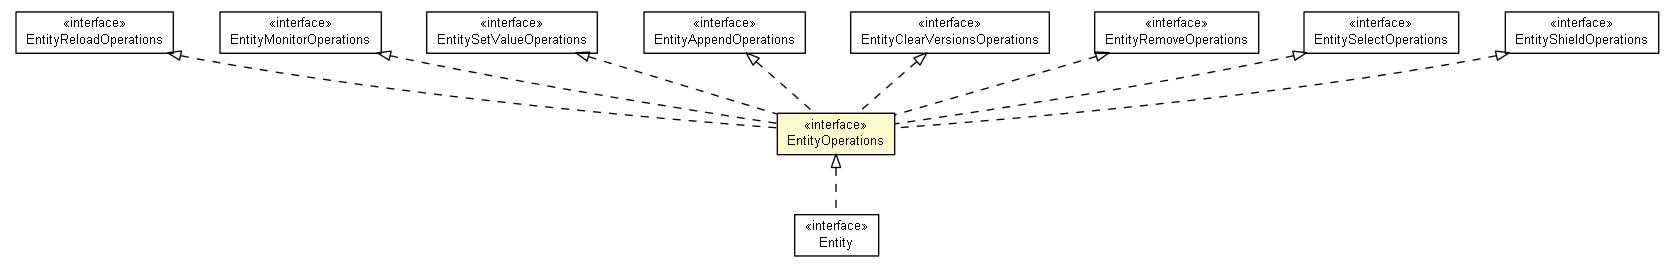 «interface»
EntityReloadOperations
«interface»
EntityMonitorOperations
«interface»
EntitySetValueOperations
«interface»
EntityAppendOperations
«interface»
EntityClearVersionsOperations
«interface»
EntityRemoveOperations
«interface»
EntitySelectOperations
«interface»
EntityShieldOperations
«interface»
EntityOperations
«interface»
Entity